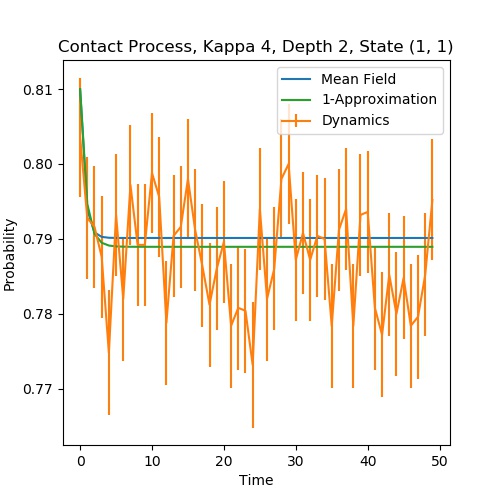 Contact Process, Kappa 4, Depth 2, State (1, 1)
Mean Field
1-Approximation
Dynamics
0.81
0.80
0.79
0.78
0.77
Probability
0
10
20
30
40
50
Time